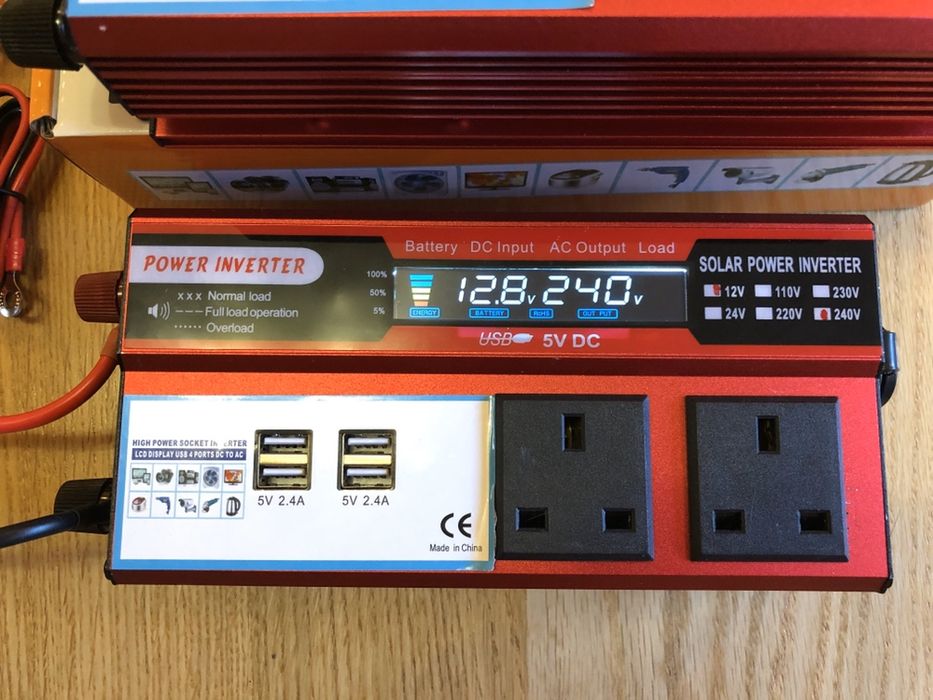 Battery DC Input AC Output Load
POWER INVERTER
x x x Normal load
--- Full load operation
...... Overload
100%
50%
5%
12.8v 240v
ENERGY BATTERY RoHS OUT PUT
USB 5V DC
SOLAR POWER INVERTER
12V 110V 230V
24V 220V 240V
HIGH POWER SOCKET IN ERTER
LCD DISPLAY USB 4 PORTS DC TO AC
5V 2.4A 5V 2.4A
CE
Made in China